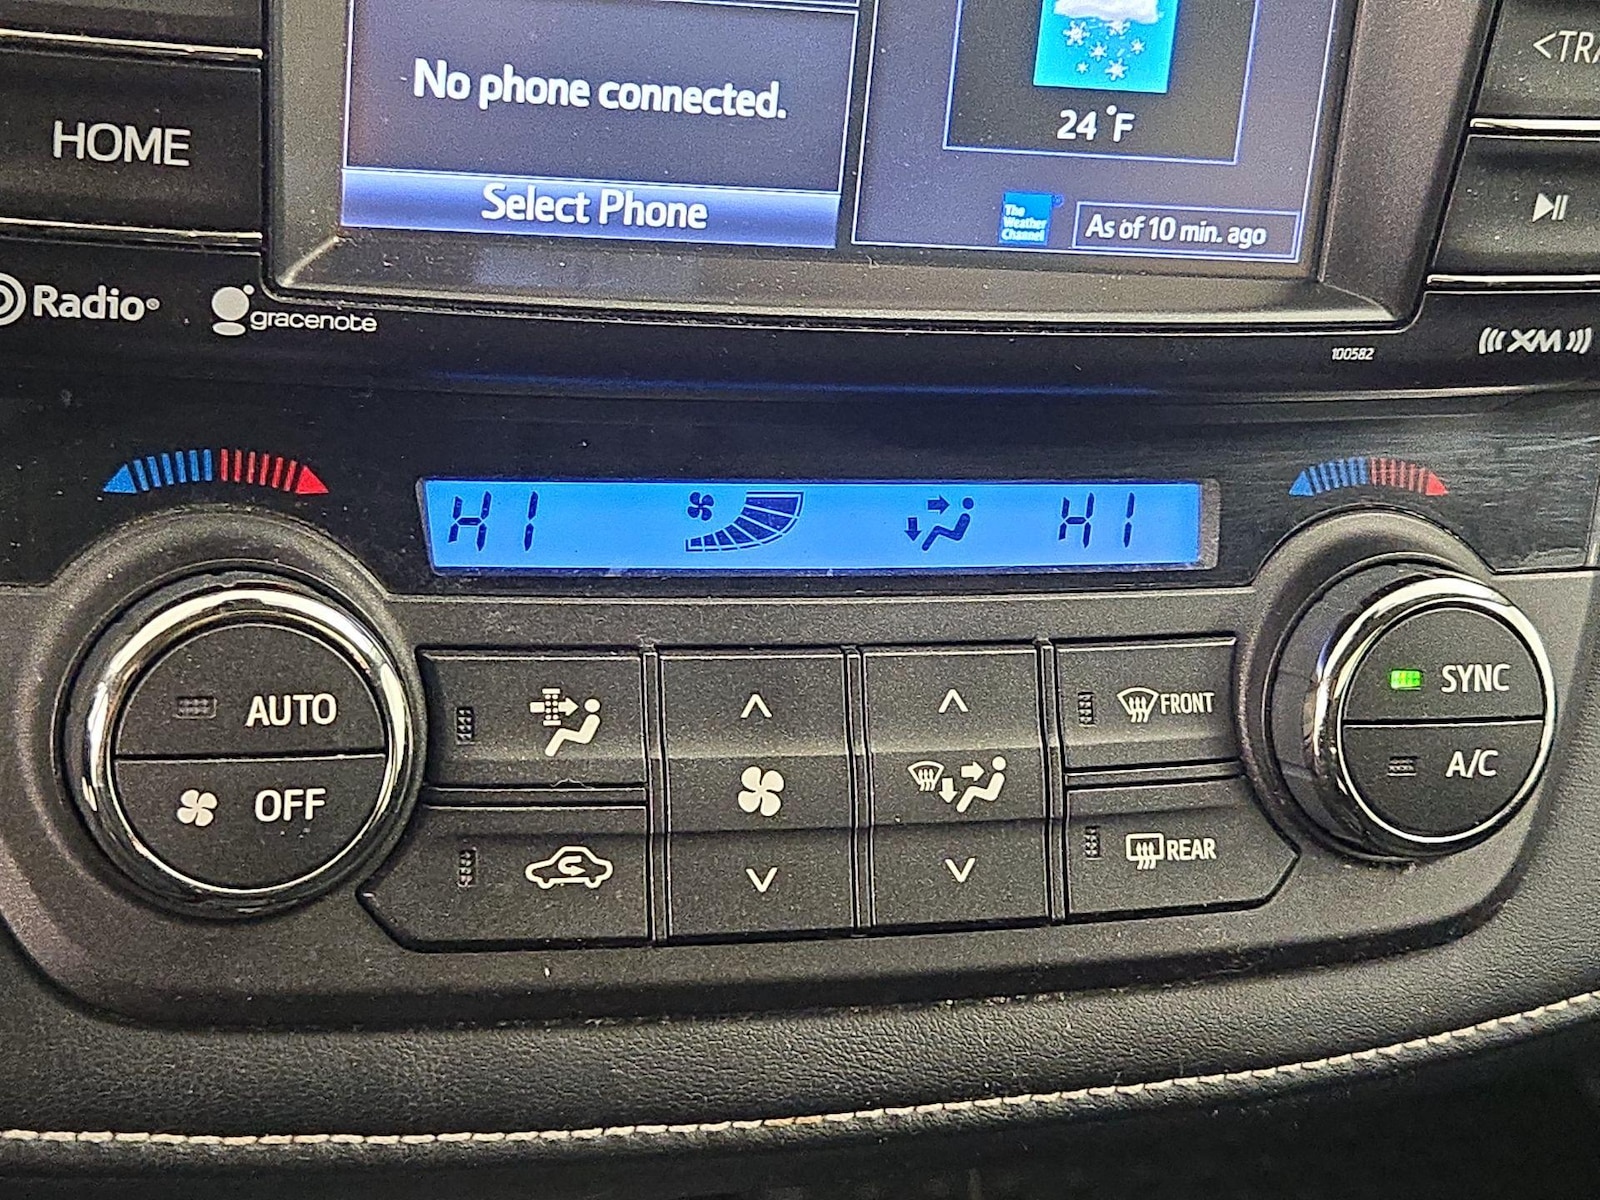 No phone connected.
Select Phone
24°F
The
Weather
Channel
As of 10 min. ago
HOME
Radio®
gracenote
100582
XM
HI
HI
AUTO
OFF
FRONT
REAR
SYNC
A/C